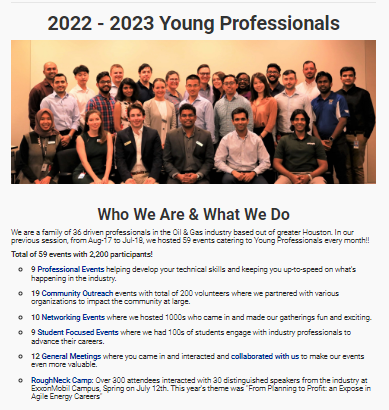 2022 - 2023 Young Professionals
Who We Are & What We Do
We are a family of 36 driven professionals in the Oil & Gas industry based out of greater Houston. In our
previous session, from Aug-17 to Jul-18, we hosted 59 events catering to Young Professionals every month!!
Total of 59 events with 2,200 participants!
9 Professional Events helping develop your technical skills and keeping you up-to-speed on what's
happening in the industry.
19 Community Outreach events with total of 200 volunteers where we partnered with various
organizations to impact the community at large.
10 Networking Events where we hosted 1000s who came in and made our gatherings fun and exciting.
9 Student Focused Events where we had 100s of students engage with industry professionals to
advance their careers.
12 General Meetings where you came in and interacted and collaborated with us to make our events
even more valuable.
RoughNeck Camp: Over 300 attendees interacted with 30 distinguished speakers from the industry at
ExxonMobil Campus, Spring on July 12th. This year's theme was "From Planning to Profit: an Expose in
Agile Energy Careers"